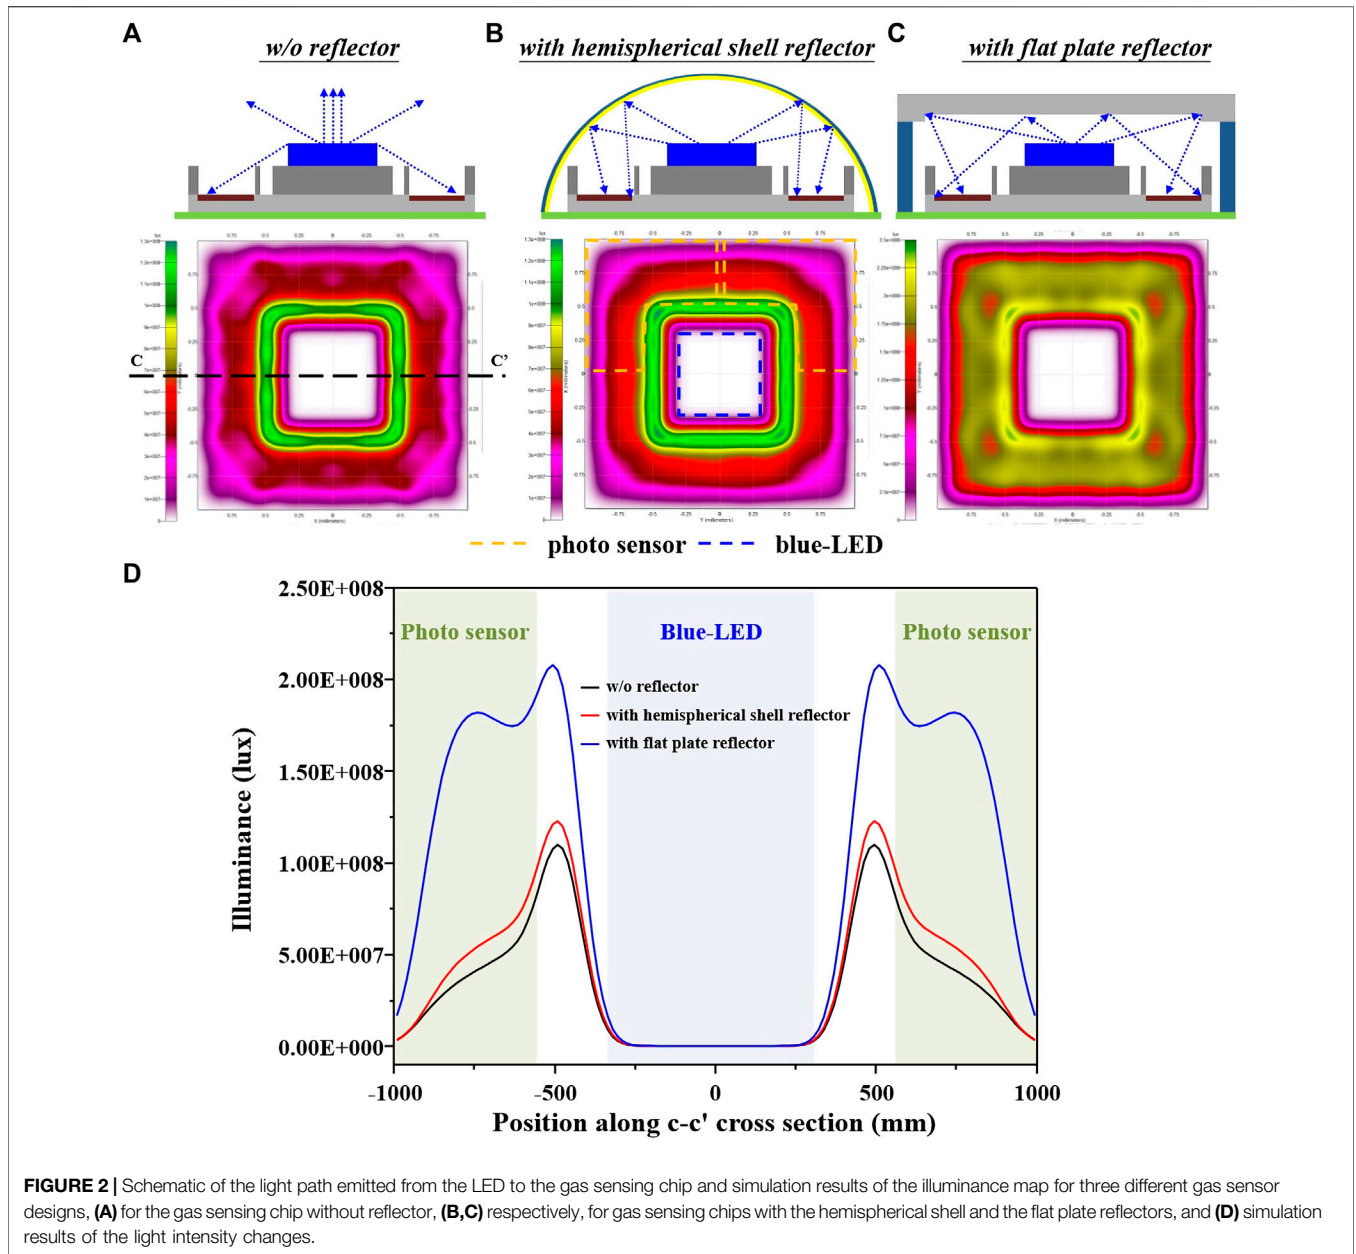 A
w/o reflector
B
with hemispherical shell reflector
C
with flat plate reflector
C
C'
photo sensor
blue-LED
D
2.50E+008
2.00E+008
1.50E+008
1.00E+008
5.00E+007
0.00E+000
Illuminance (lux)
Photo sensor
Blue-LED
Photo sensor
w/o reflector
with hemispherical shell reflector
with flat plate reflector
-1000
-500
0
500
1000
Position along c-c' cross section (mm)
FIGURE 2 | Schematic of the light path emitted from the LED to the gas sensing chip and simulation results of the illuminance map for three different gas sensor
designs, (A) for the gas sensing chip without reflector, (B,C) respectively, for gas sensing chips with the hemispherical shell and the flat plate reflectors, and (D) simulation
results of the light intensity changes.